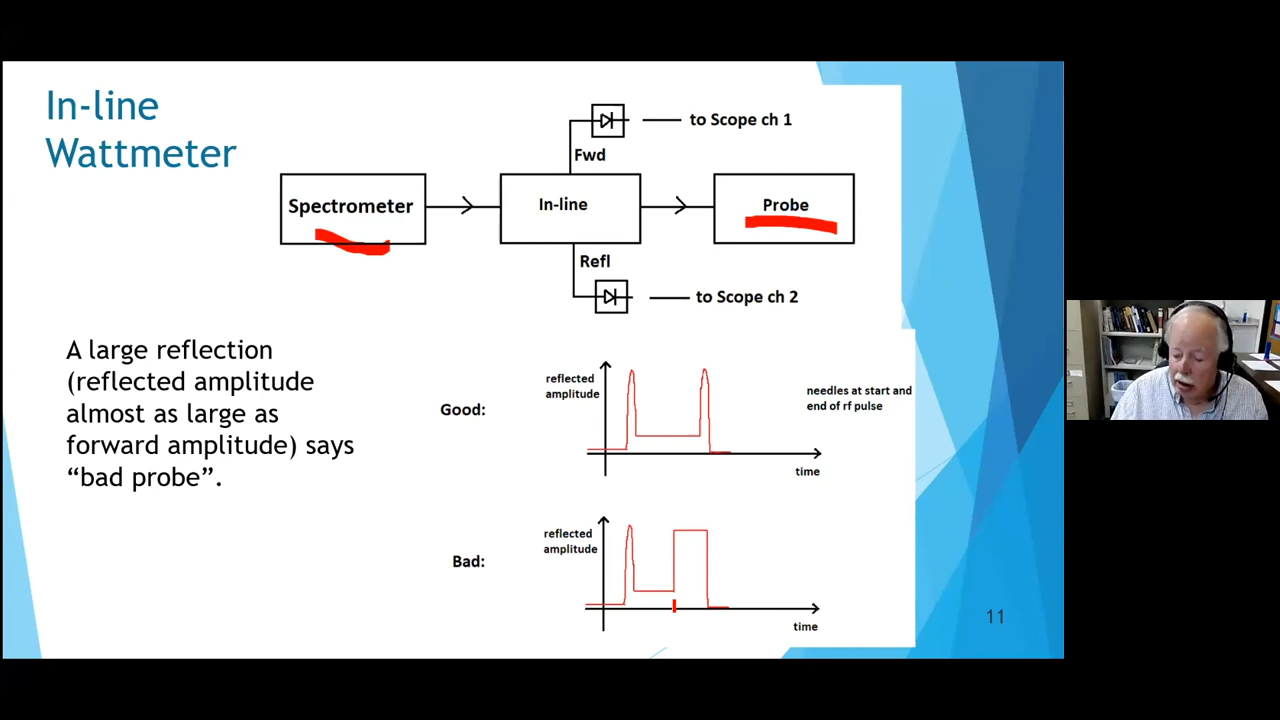 In-line
Wattmeter
to Scope ch 1
Fwd
Spectrometer
In-line
Probe
Refl
to Scope ch 2
A large reflection
(reflected amplitude
almost as large as
forward amplitude) says
“bad probe”.
Good:
reflected
amplitude
needles at start and
end of rf pulse
time
Bad:
reflected
amplitude
time
11